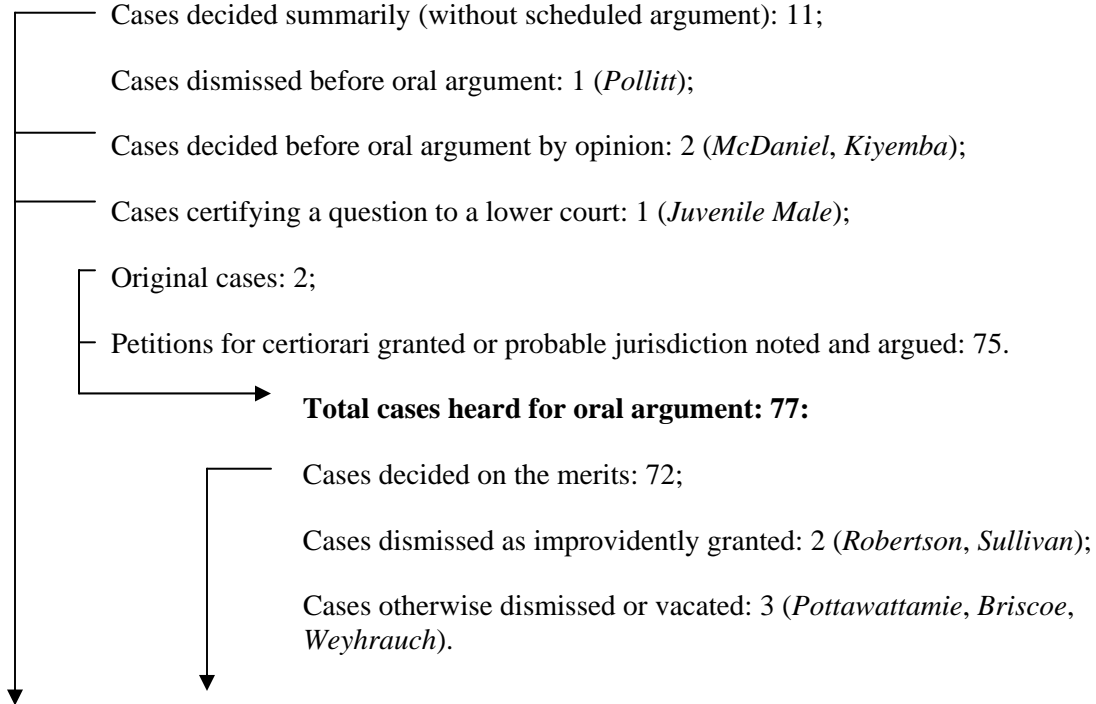 Cases decided summarily (without scheduled argument): 11;
Cases dismissed before oral argument: 1 (Pollitt);
Cases decided before oral argument by opinion: 2 (McDaniel, Kiyemba);
Cases certifying a question to a lower court: 1 (Juvenile Male);
Original cases: 2;
Petitions for certiorari granted or probable jurisdiction noted and argued: 75.
Total cases heard for oral argument: 77:
Cases decided on the merits: 72;
Cases dismissed as improvidently granted: 2 (Robertson, Sullivan);
Cases otherwise dismissed or vacated: 3 (Pottawattamie, Briscoe,
Weyhrauch).